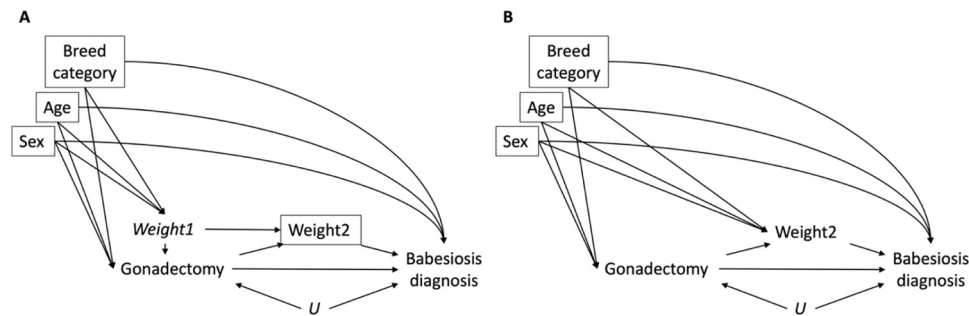 A
Breed
category
Age
Sex
Weight1
Weight2
Gonadectomy
Babesiosis
diagnosis
U
B
Breed
category
Age
Sex
Weight2
Gonadectomy
Babesiosis
diagnosis
U